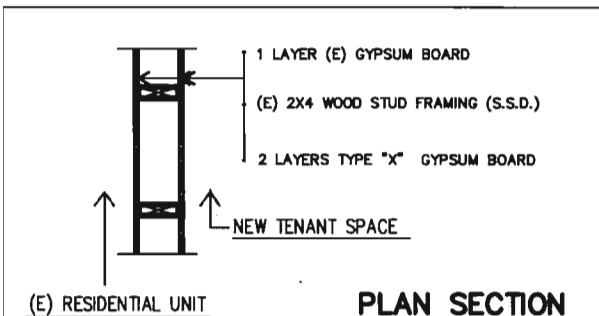 1 LAYER (E) GYPSUM BOARD
(E) 2X4 WOOD STUD FRAMING (S.S.D.)
2 LAYERS TYPE "X" GYPSUM BOARD
NEW TENANT SPACE
(E) RESIDENTIAL UNIT
PLAN SECTION